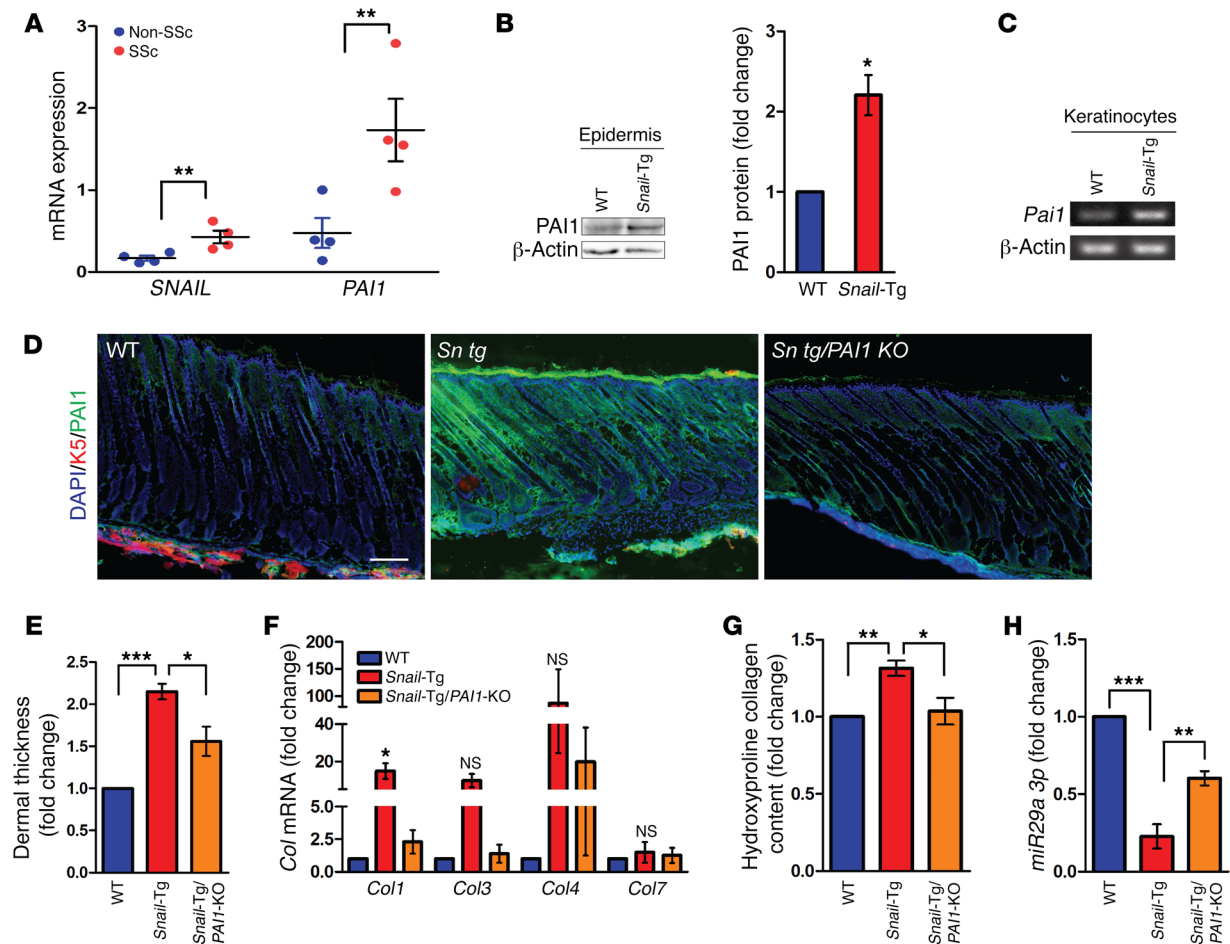 A
mRNA expression
3
2
1
0
Non-SSc
SSc
**
**
SNAIL
PAI1
B
Epidermis
WT
Snail-Tg
PAI1
β-Actin
PAI1 protein (fold change)
3
2
1
0
*
WT
Snail-Tg
C
Keratinocytes
WT
Snail-Tg
Pai1
β-Actin
D
DAPI/K5/PAI1
WT
Sn tg
Sn tg/PAI1 KO
E
Dermal thickness
(fold change)
2.5
2.0
1.5
1.0
0.5
0.0
***
*
WT
Snail-Tg
Snail-Tg/
PAI1-KO
F
Col mRNA (fold change)
200
150
100
50
40
20
10
5.0
2.5
0.0
WT
Snail-Tg
Snail-Tg/PAI1-KO
*
NS
NS
NS
Col1
Col3
Col4
Col7
G
Hydroxyproline collagen
content (fold change)
1.5
1.0
0.5
0.0
**
*
WT
Snail-Tg
Snail-Tg/
PAI1-KO
H
miR29a 3p (fold change)
1.5
1.0
0.5
0.0
***
**
WT
Snail-Tg
Snail-Tg/
PAI1-KO